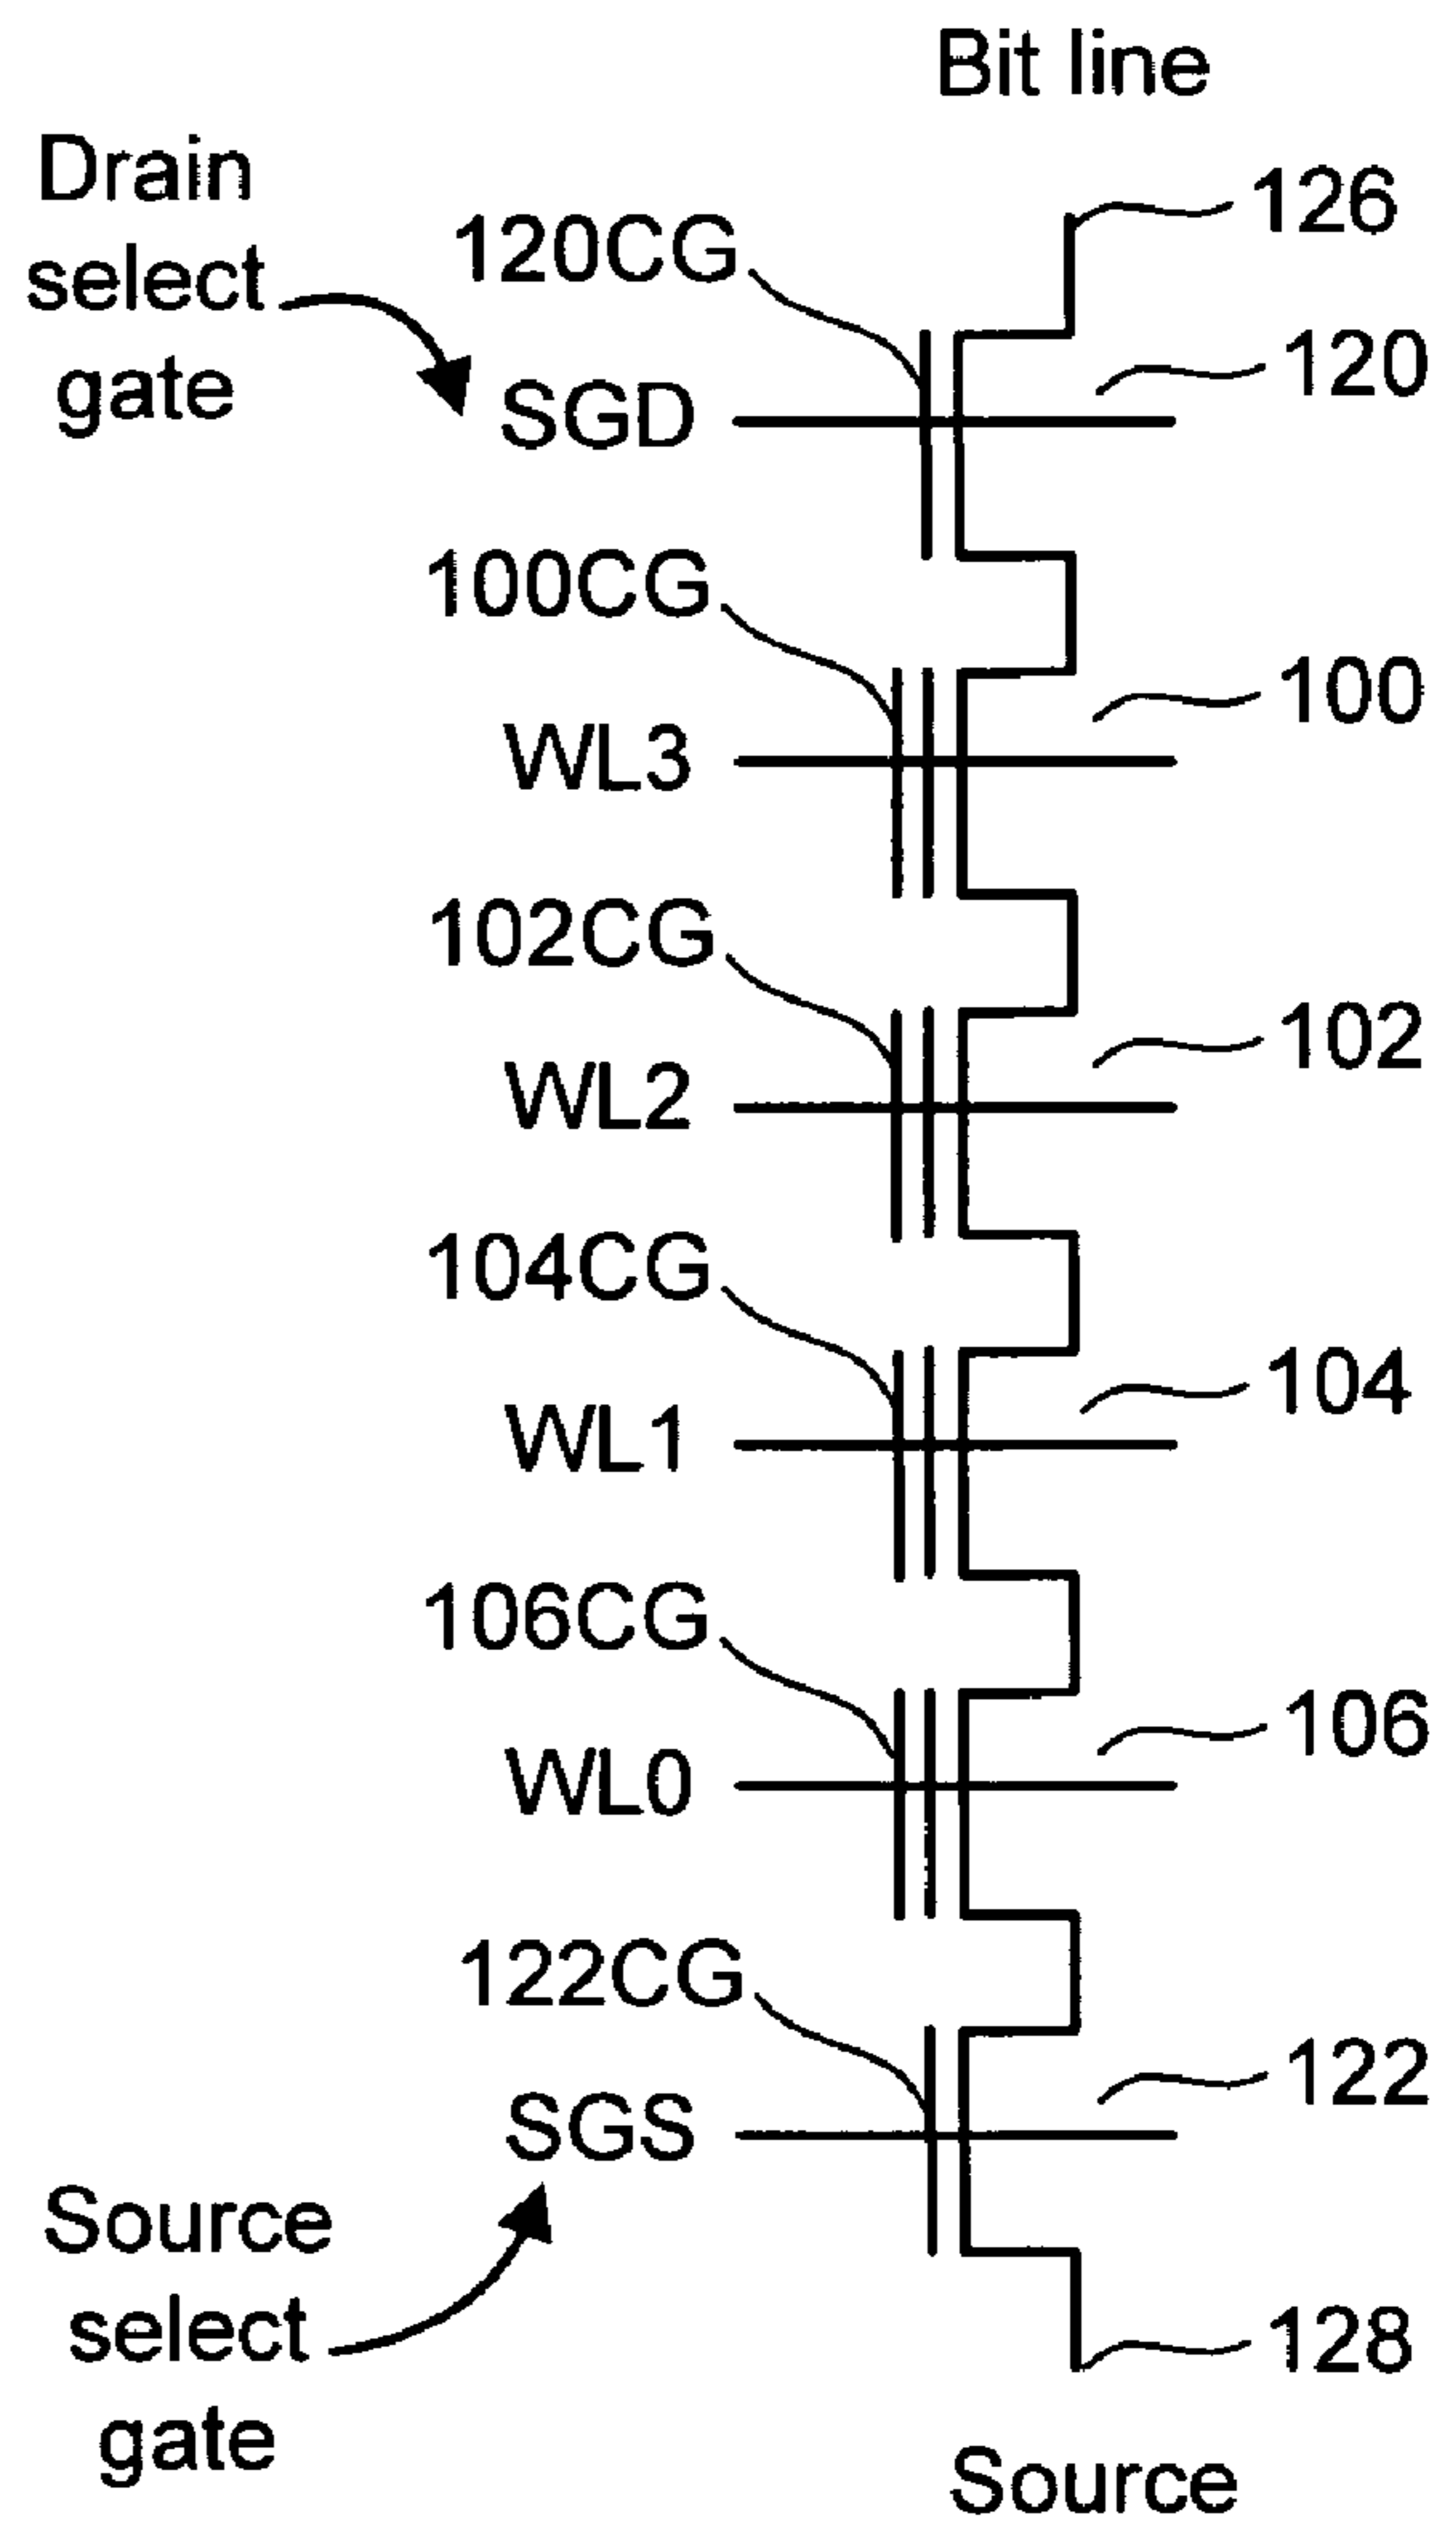 Bit line
Drain
select
gate
126
120CG
120
SGD
100CG
100
WL3
102CG
102
WL2
104CG
104
WL1
106CG
106
WL0
122CG
122
SGS
Source
select
gate
128
Source